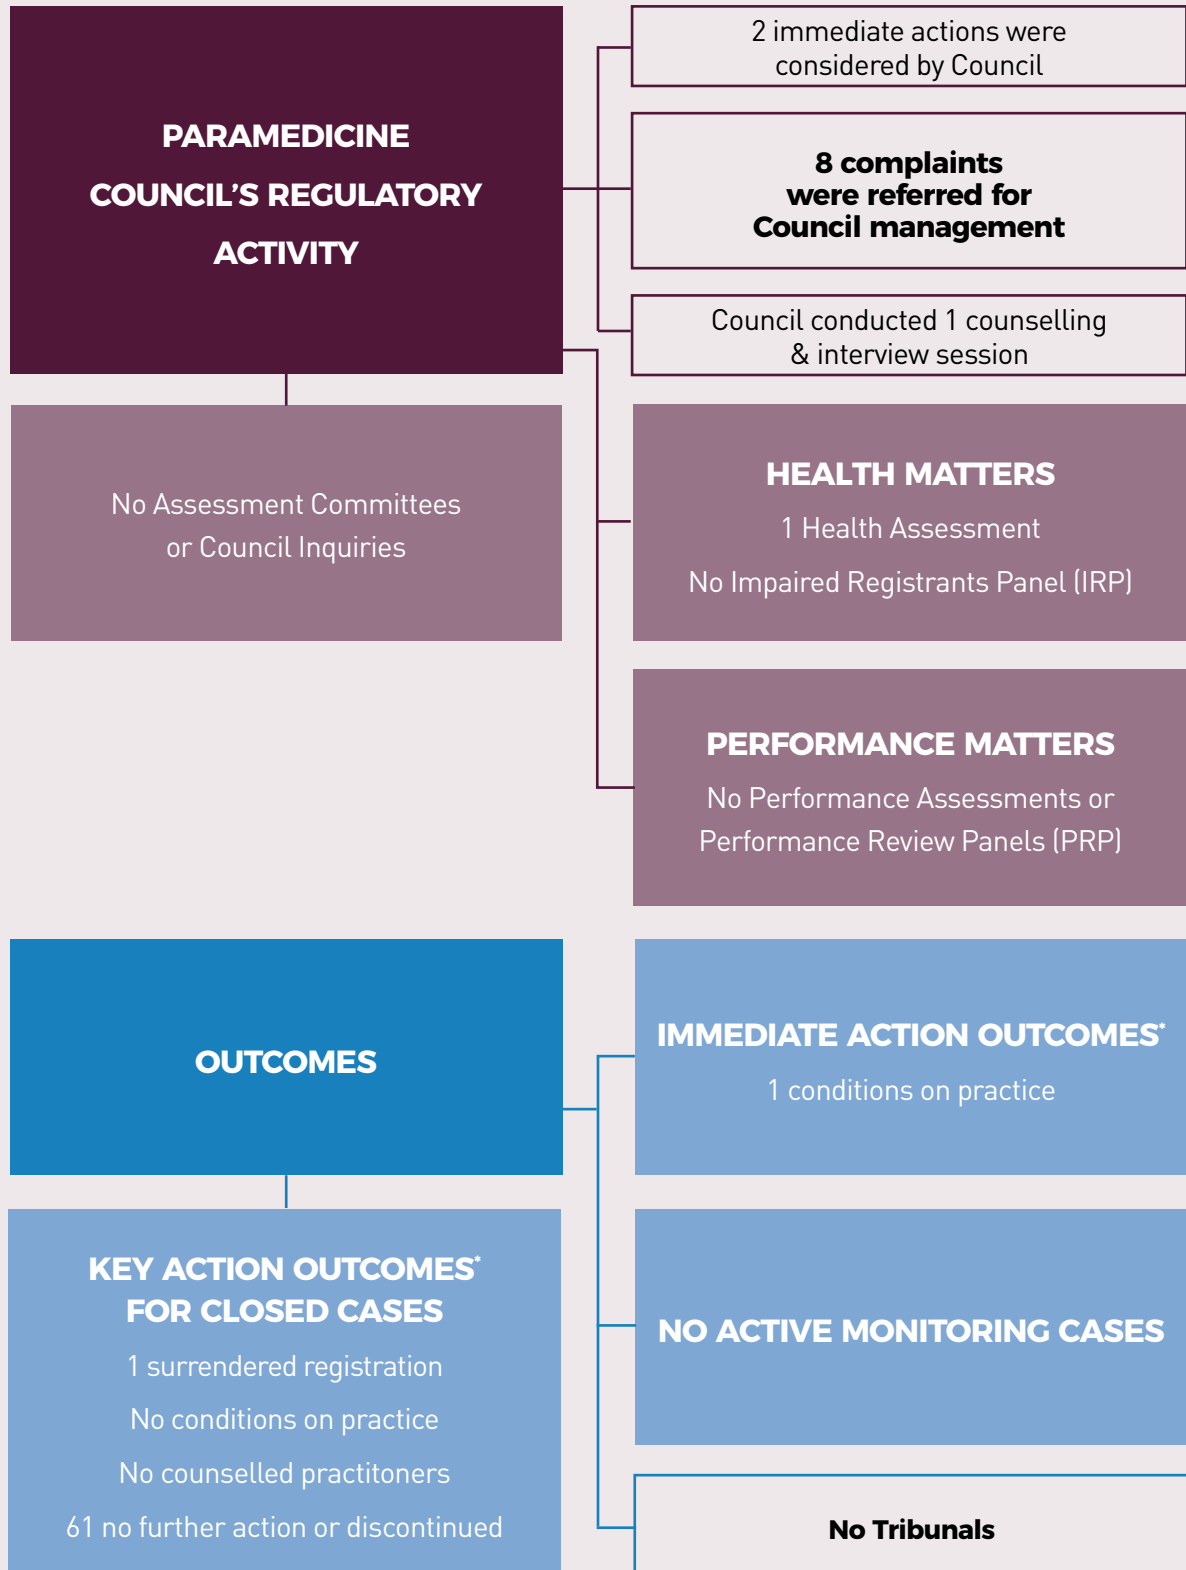 PARAMEDICINE
COUNCIL'S REGULATORY
ACTIVITY
2 immediate actions were
considered by Council
8 complaints
were referred for
Council management
Council conducted 1 counselling
& interview session
No Assessment Committees
or Council Inquiries
HEALTH MATTERS
1 Health Assessment
No Impaired Registrants Panel (IRP)
PERFORMANCE MATTERS
No Performance Assessments or
Performance Review Panels (PRP)
OUTCOMES
IMMEDIATE ACTION OUTCOMES*
1 conditions on practice
KEY ACTION OUTCOMES*
FOR CLOSED CASES
1 surrendered registration
No conditions on practice
No counselled practitoners
61 no further action or discontinued
NO ACTIVE MONITORING CASES
No Tribunals